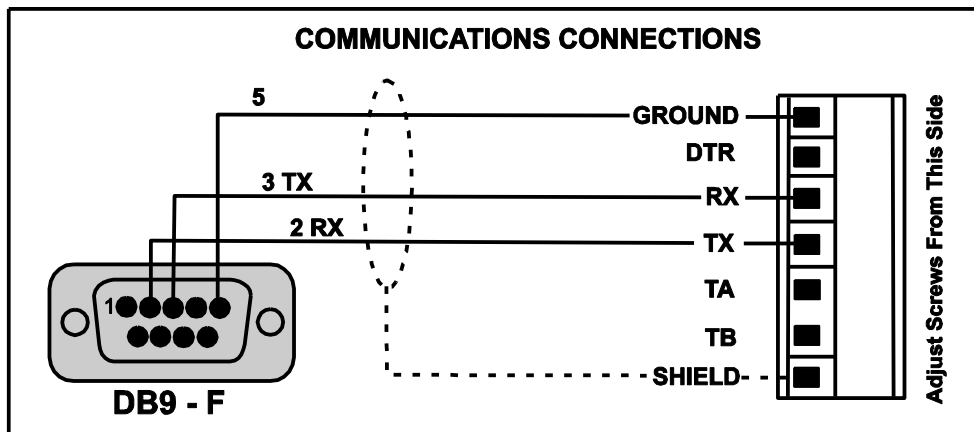 COMMUNICATIONS CONNECTIONS
5
GROUND
DTR
3 TX
RX
2 RX
TX
1
TA
TB
SHIELD
DB9 - F
Adjust Screws From This Side